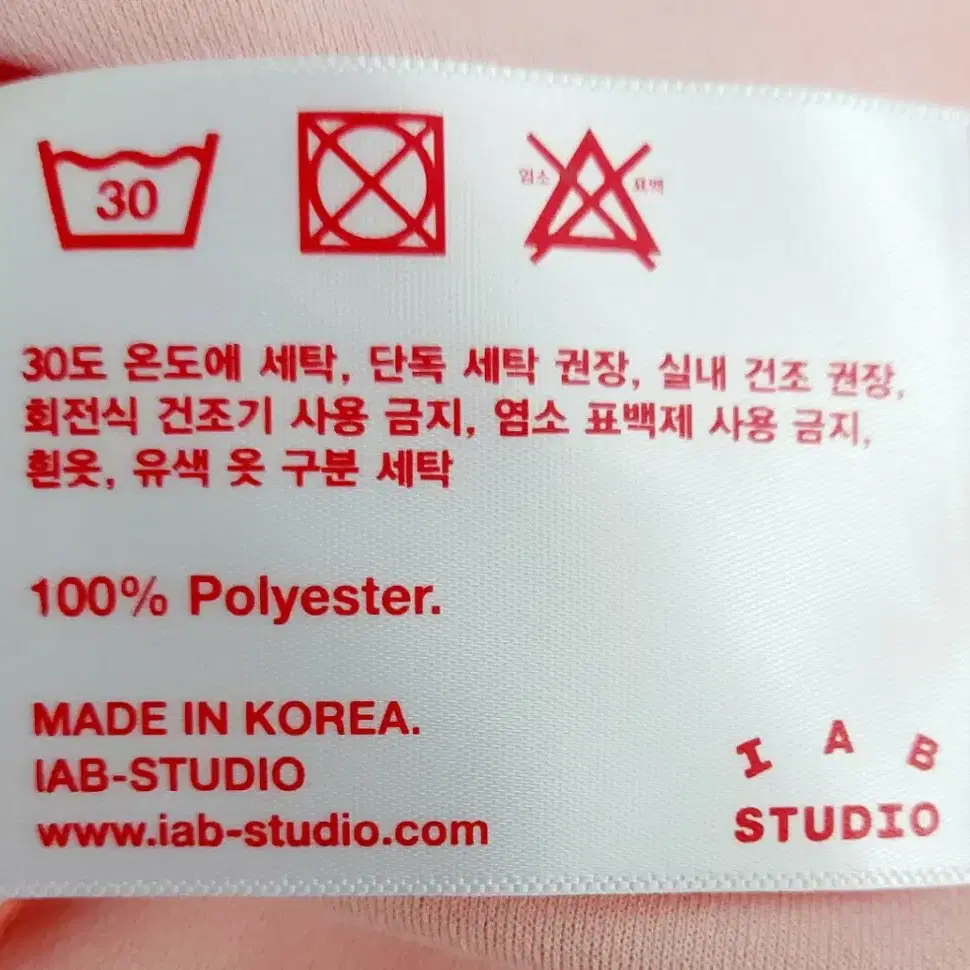 30
염소 표백
30도 온도에 세탁, 단독 세탁 권장, 실내 건조 권장,
회전식 건조기 사용 금지, 염소 표백제 사용 금지,
흰옷, 유색 옷 구분 세탁
100% Polyester.
MADE IN KOREA.
IAB-STUDIO
www.iab-studio.com
I A B
STUDIO